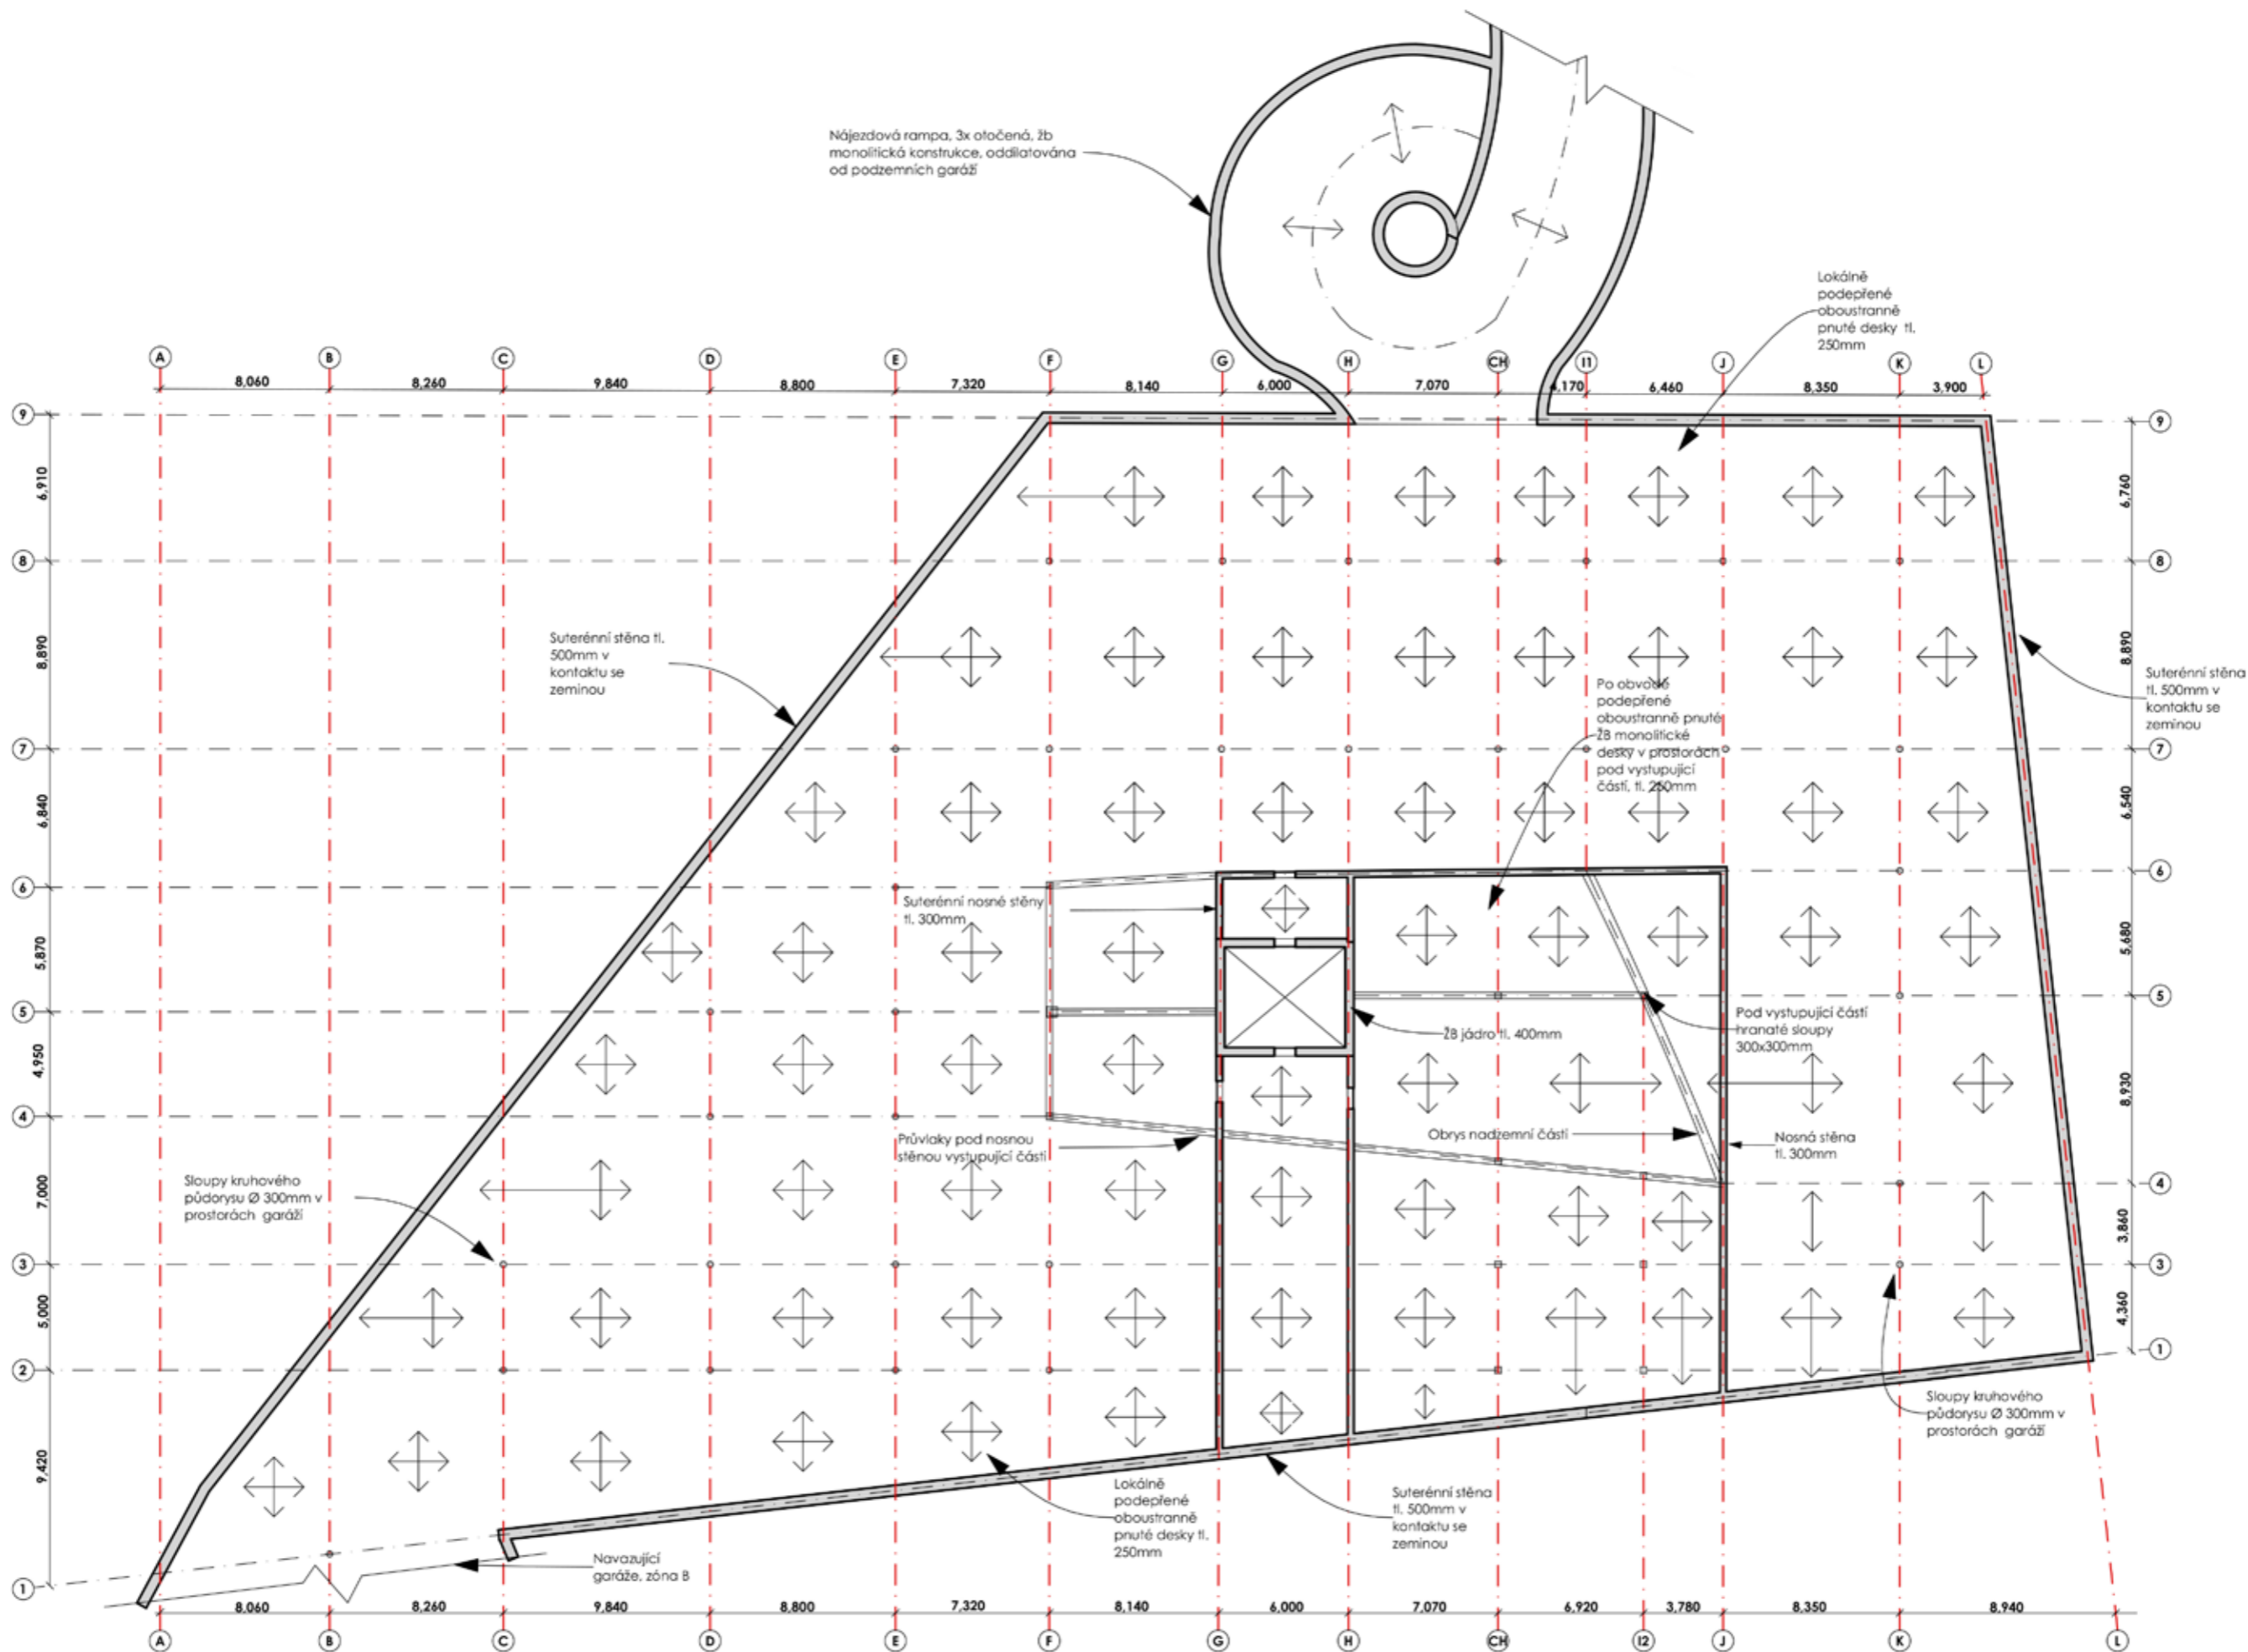 Nájezdová rampa, 3x otočená, žb
monolitická konstrukce, oddilatována
od podzemních garáží
Lokálně
podepřené
oboustranně
pnuté desky tl.
250mm
A
B
C
D
E
F
G
H
CH
I1
J
K
L
8,060
8,260
9,840
8,800
7,320
8,140
6,000
7,070
4,170
6,460
8,350
3,900
9
9
6,910
6,760
8
8
8,890
8,890
Suterénní stěna tl.
500mm v
kontaktu se
zeminou
Po obvodě
podepřené
oboustranně pnuté
ŽB monolitické
desky v prostorách
pod vystupující
částí, tl. 250mm
Suterénní stěna
tl. 500mm v
kontaktu se
zeminou
7
7
6,840
6,540
6
6
Suterénní nosné stěny
tl. 300mm
5,870
5,680
5
5
ŽB jádro tl. 400mm
Pod vystupující částí
hranaté sloupy
300x300mm
4,950
8,930
4
4
Průvlaky pod nosnou
stěnou vystupující části
Obrys nadzemní části
Nosná stěna
tl. 300mm
Sloupy kruhového
půdorysu Ø 300mm v
prostorách garáží
7,000
3,860
3
3
5,000
4,360
2
1
9,420
Sloupy kruhového
půdorysu Ø 300mm v
prostorách garáží
Lokálně
podepřené
oboustranně
pnuté desky tl.
250mm
Suterénní stěna
tl. 500mm v
kontaktu se
zeminou
Navazující
garáže, zóna B
1
8,060
8,260
9,840
8,800
7,320
8,140
6,000
7,070
6,920
3,780
8,350
8,940
A
B
C
D
E
F
G
H
CH
I2
J
K
L